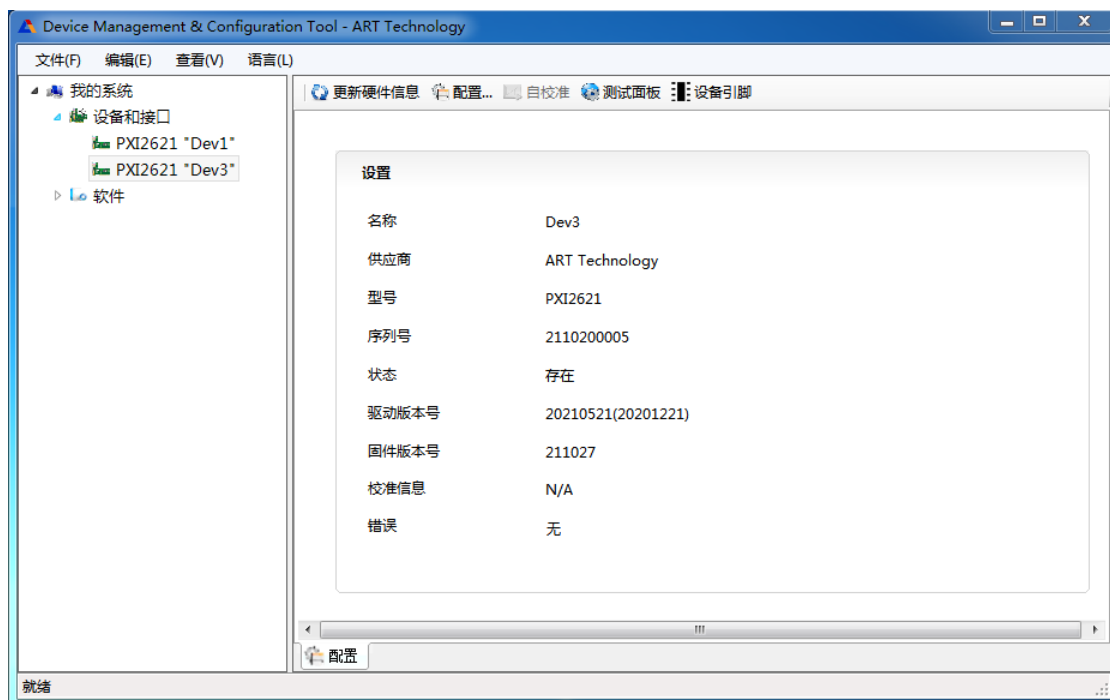 Device Management & Configuration Tool - ART Technology
文件(F) 编辑(E) 查看(V) 语言(L)
我的系统
设备和接口
PXI2621 "Dev1"
PXI2621 "Dev3"
软件
更新硬件信息 配置... 自校准 测试面板 设备引脚
设置
名称 Dev3
供应商 ART Technology
型号 PXI2621
序列号 2110200005
状态 存在
驱动版本号 20210521(20201221)
固件版本号 211027
校准信息 N/A
错误 无
配置
就绪